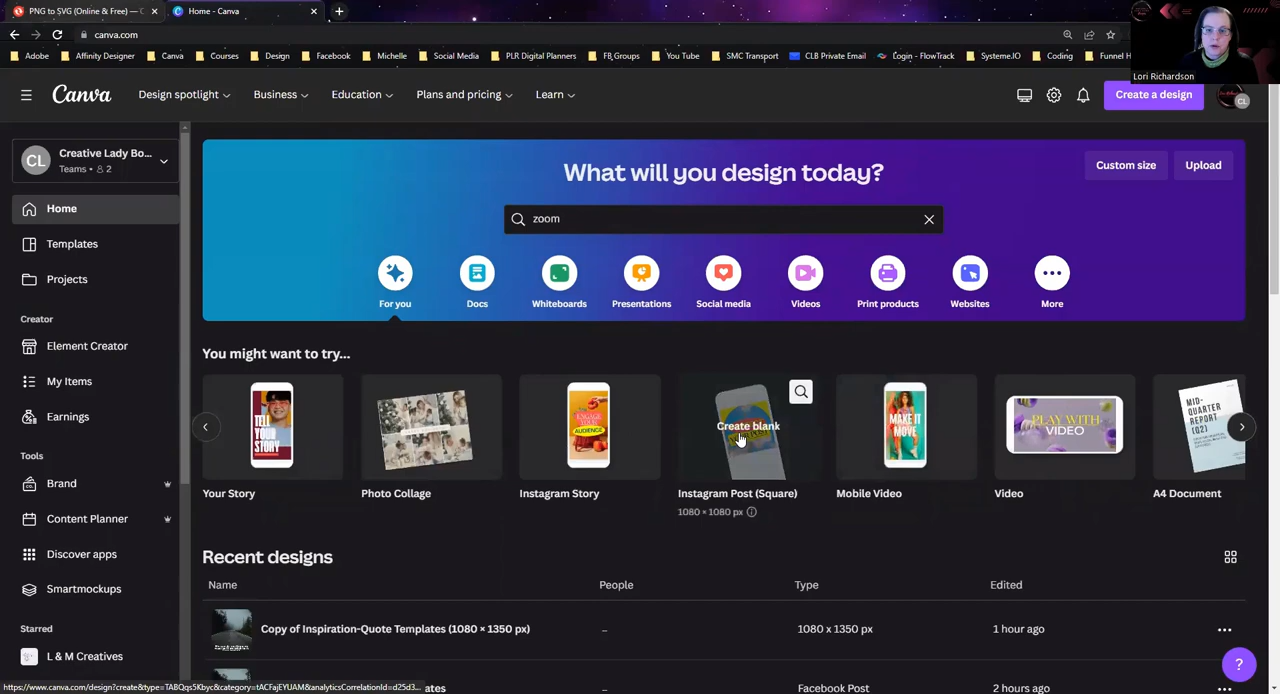 PNG to SVG (Online & Free) — C
Home - Canva
canva.com
Adobe
Affinity Designer
Canva
Courses
Design
Facebook
Michelle
Social Media
PLR Digital Planners
FB Groups
You Tube
SMC Transport
CLB Private Email
Login - FlowTrack
Systeme.IO
Coding
Funnel H
Lori Richardson
Canva
Design spotlight
Business
Education
Plans and pricing
Learn
Create a design
CL
CL
Creative Lady Bo...
Teams • 2
What will you design today?
Custom size
Upload
zoom
For you
Docs
Whiteboards
Presentations
Social media
Videos
Print products
Websites
More
Home
Templates
Projects
Creator
Element Creator
My Items
Earnings
Tools
Brand
Content Planner
Discover apps
Smartmockups
Starred
L & M Creatives
You might want to try...
TELL
YOUR
STORY
ENGAGE
YOUR
AUDIENCE
Create blank
MAKE IT
MOVE
PLAY WITH
VIDEO
MID-
QUARTER
REPORT
(Q2)
Your Story
Photo Collage
Instagram Story
Instagram Post (Square)
1080 × 1080 px
Mobile Video
Video
A4 Document
Recent designs
Name
People
Type
Edited
Copy of Inspiration-Quote Templates (1080 × 1350 px)
–
1080 x 1350 px
1 hour ago
ates
–
Facebook Post
2 hours ago
?